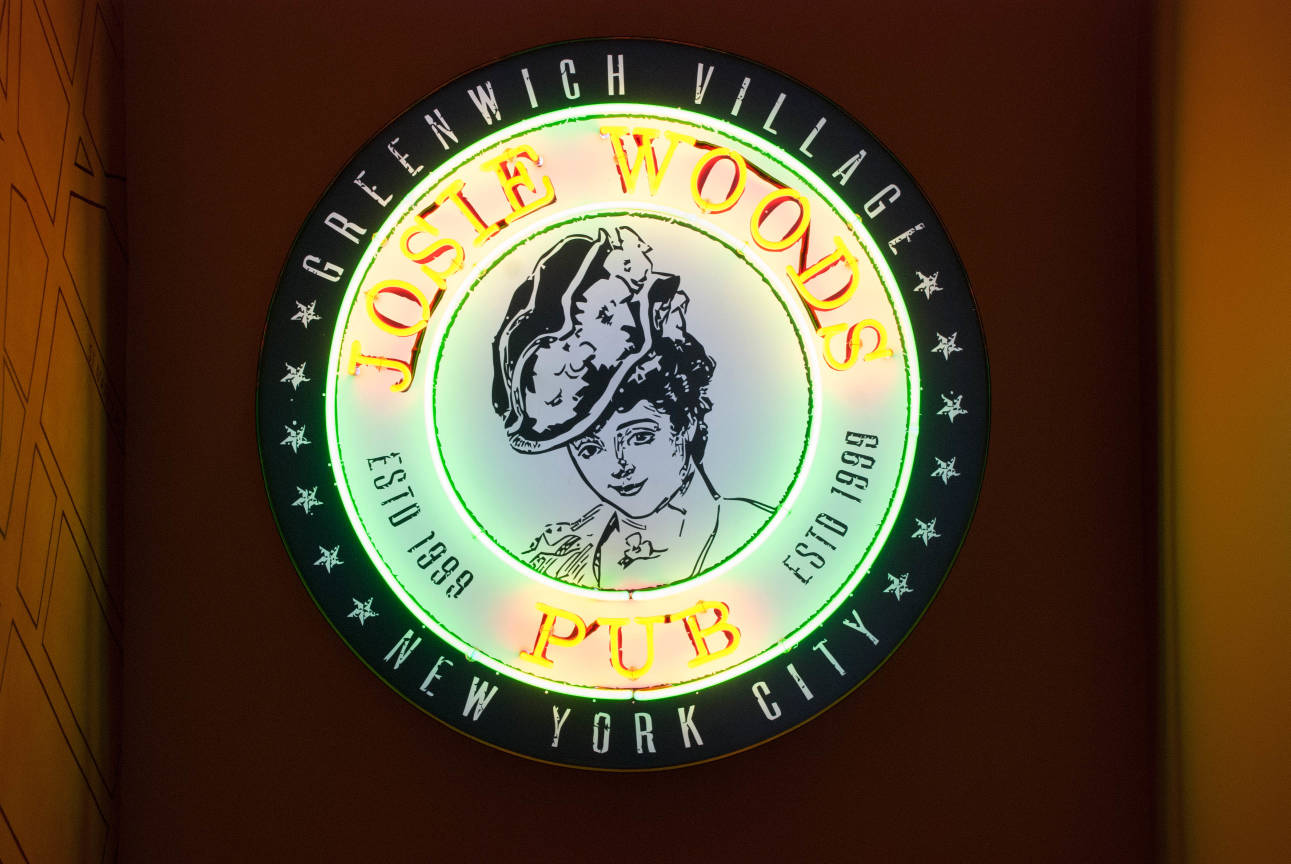 GREENWICH VILLAGE
JOSIE WOODS
ESTD 1999
ESTD 1999
PUB
NEW YORK CITY